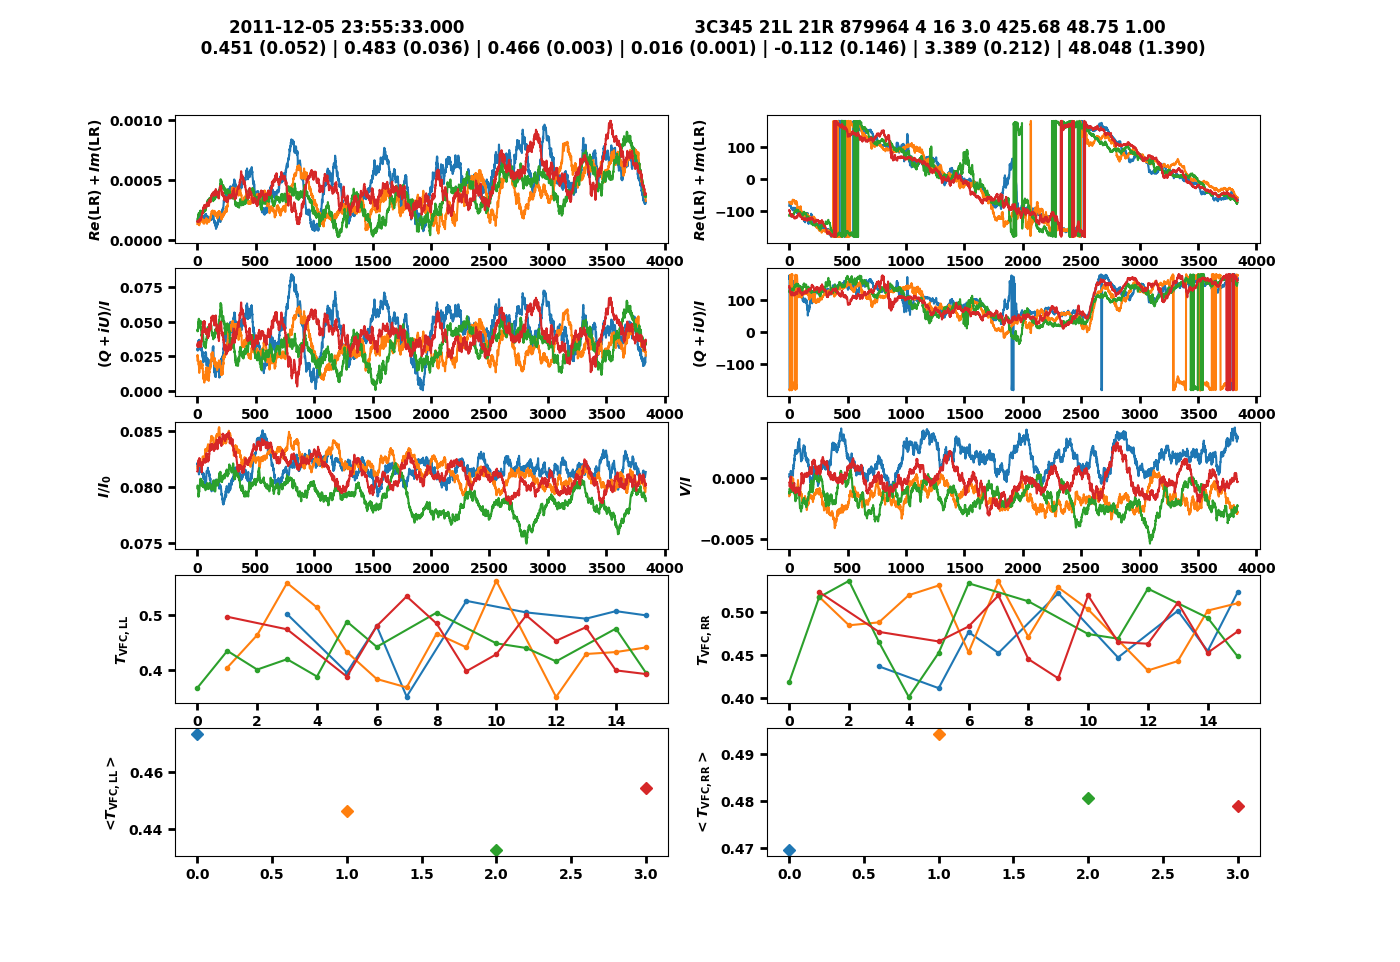 2011-12-05 23:55:33.000 3C345 21L 21R 879964 4 16 3.0 425.68 48.75 1.00
0.451 (0.052) | 0.483 (0.036) | 0.466 (0.003) | 0.016 (0.001) | -0.112 (0.146) | 3.389 (0.212) | 48.048 (1.390)
Re(LR) + Im(LR)
0.0010
0.0005
0.0000
0 500 1000 1500 2000 2500 3000 3500 4000
Re(LR) + Im(LR)
100
0
−100
0 500 1000 1500 2000 2500 3000 3500 4000
(Q + iU)/I
0.075
0.050
0.025
0.000
0 500 1000 1500 2000 2500 3000 3500 4000
(Q + iU)/I
100
0
−100
0 500 1000 1500 2000 2500 3000 3500 4000
I/I0
0.085
0.080
0.075
0 500 1000 1500 2000 2500 3000 3500 4000
V/I
0.000
−0.005
0 500 1000 1500 2000 2500 3000 3500 4000
TVFC, LL
0.5
0.4
0 2 4 6 8 10 12 14
TVFC, RR
0.50
0.45
0.40
0 2 4 6 8 10 12 14
<TVFC, LL >
0.46
0.44
0.0 0.5 1.0 1.5 2.0 2.5 3.0
< TVFC, RR >
0.49
0.48
0.47
0.0 0.5 1.0 1.5 2.0 2.5 3.0